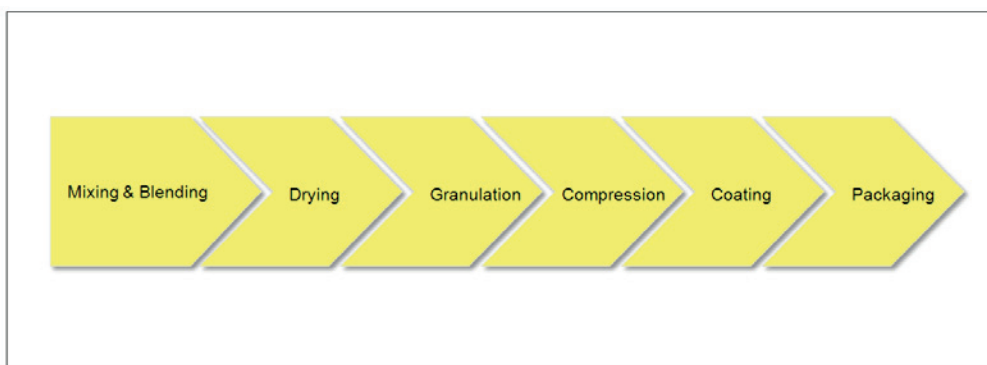 Mixing & Blending
Drying
Granulation
Compression
Coating
Packaging